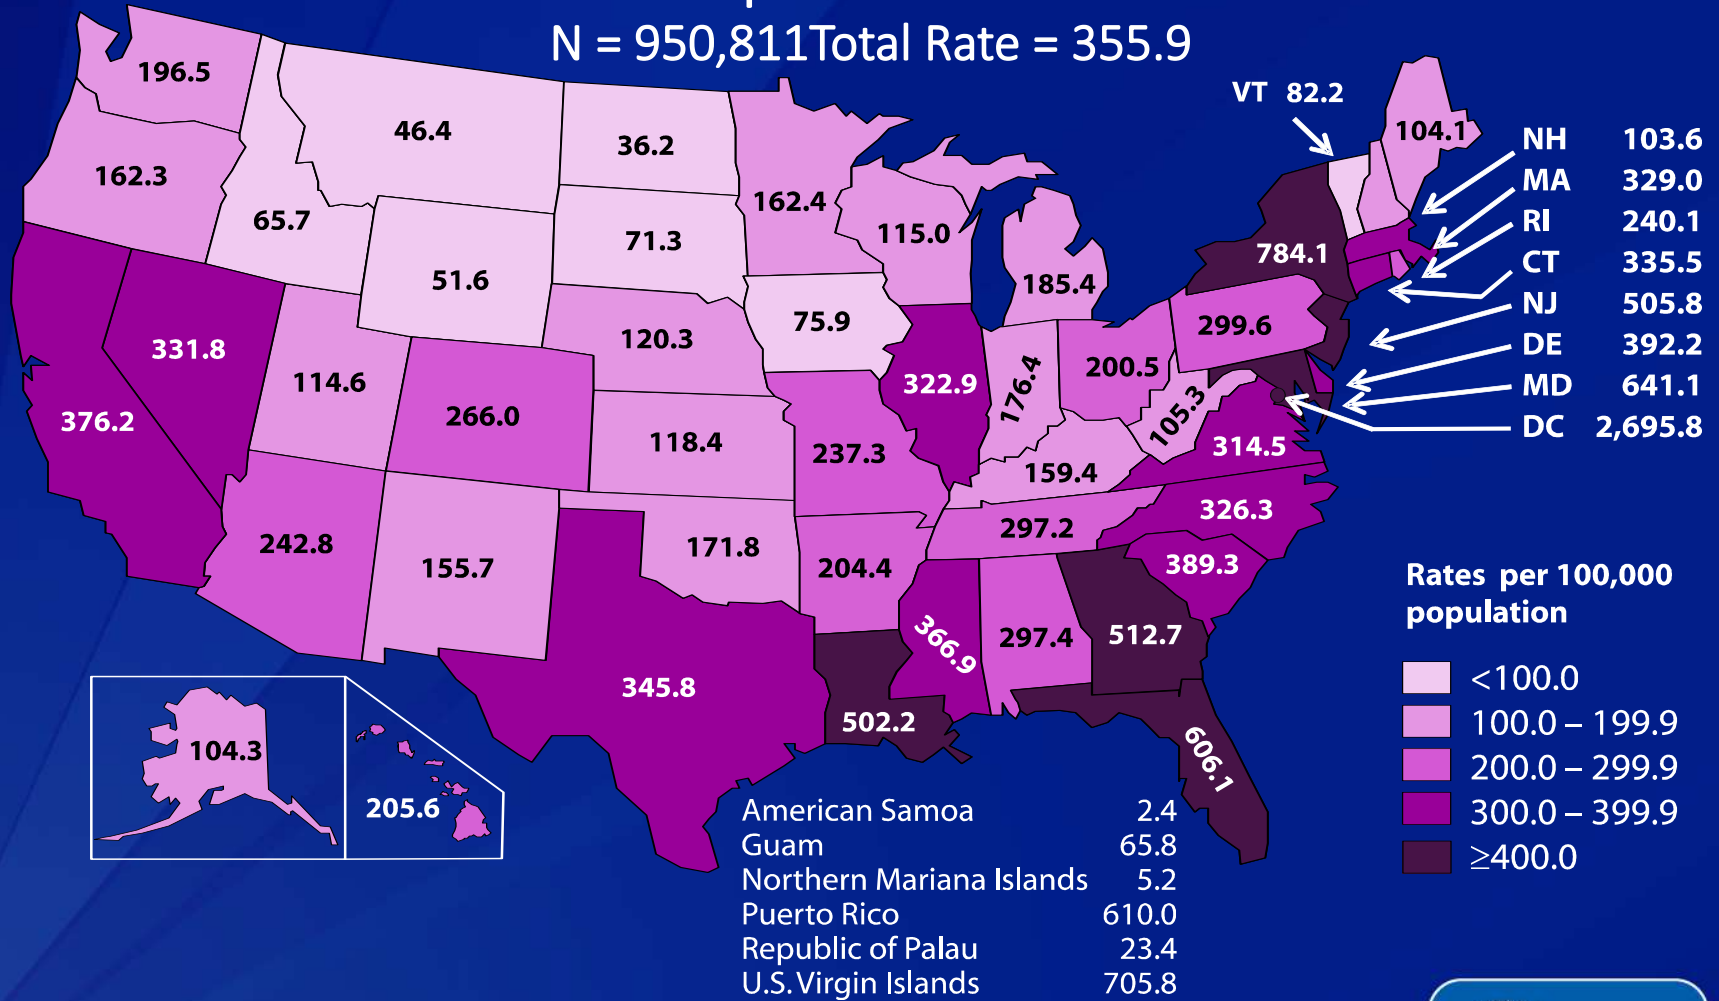 N = 950,811Total Rate = 355.9
VT 82.2
196.5
46.4
36.2
104.1
NH 103.6
162.3
162.4
MA 329.0
65.7
71.3
115.0
RI 240.1
51.6
185.4
784.1
CT 335.5
75.9
299.6
NJ 505.8
331.8
120.3
DE 392.2
114.6
322.9
176.4
200.5
MD 641.1
376.2
266.0
118.4
237.3
105.3
314.5
DC 2,695.8
159.4
326.3
242.8
155.7
171.8
204.4
297.2
389.3
366.9
297.4
512.7
345.8
502.2
606.1
104.3
205.6
Rates per 100,000
population
<100.0
100.0 – 199.9
200.0 – 299.9
300.0 – 399.9
≥400.0
American Samoa 2.4
Guam 65.8
Northern Mariana Islands 5.2
Puerto Rico 610.0
Republic of Palau 23.4
U.S. Virgin Islands 705.8